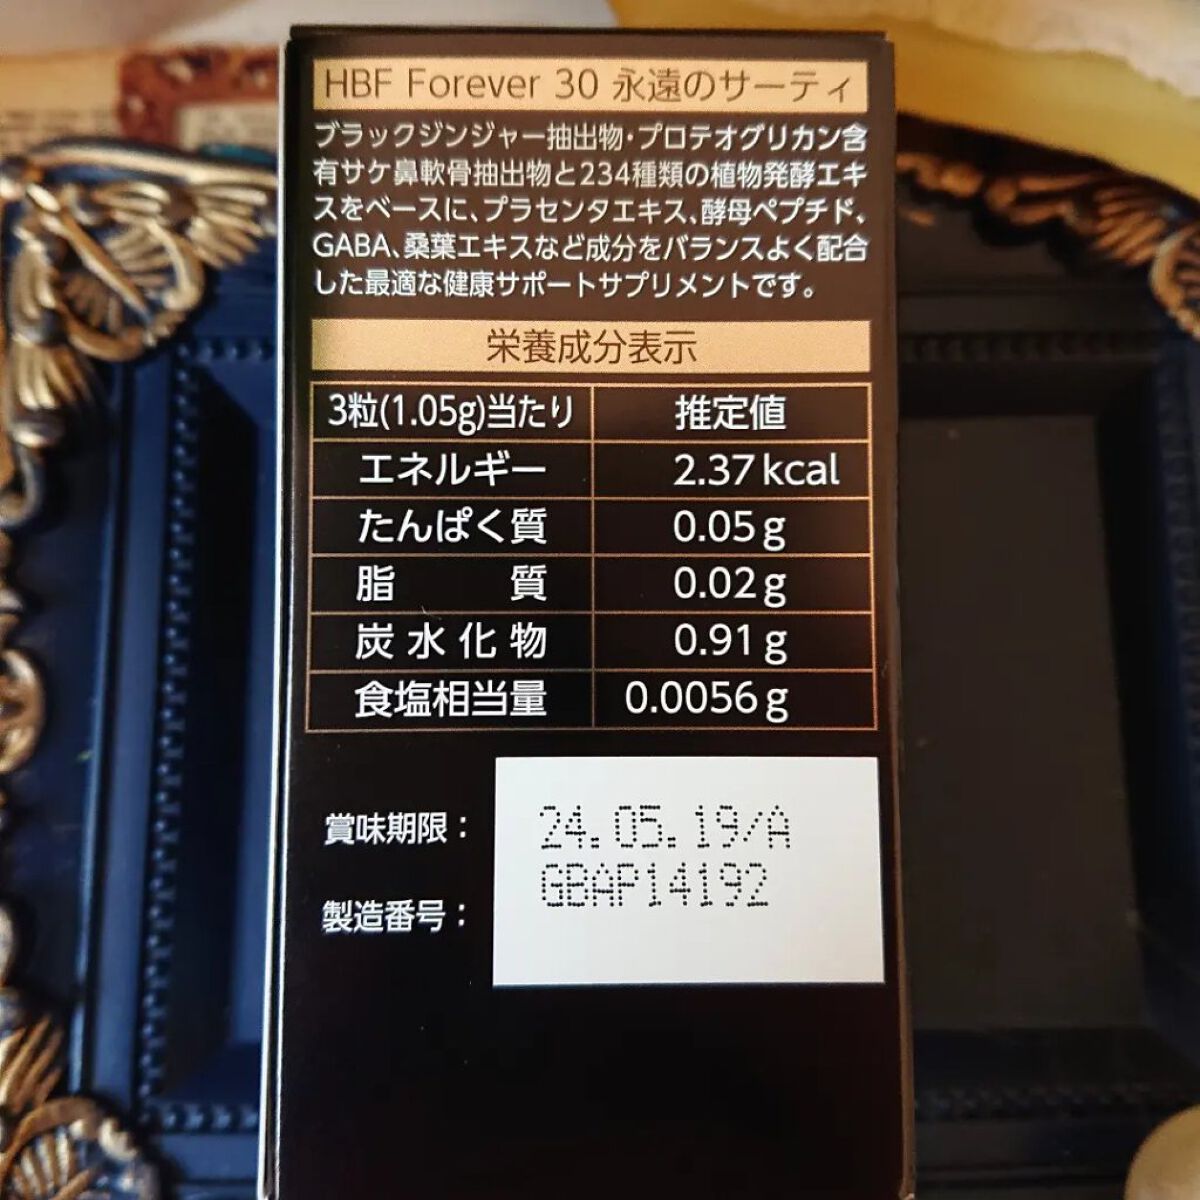 HBF Forever 30 永遠のサーティ
ブラックジンジャー抽出物・プロテオグリカン含
有サケ鼻軟骨抽出物と234種類の植物発酵エキ
スをベースに、プラセンタエキス、酵母ペプチド、
GABA、桑葉エキスなど成分をバランスよく配合
した最適な健康サポートサプリメントです。
栄養成分表示
3粒(1.05g)当たり 推定値
エネルギー 2.37kcal
たんぱく質 0.05g
脂質 0.02g
炭水化物 0.91g
食塩相当量 0.0056g
賞味期限： 24.05.19/A
製造番号： GBAP14192